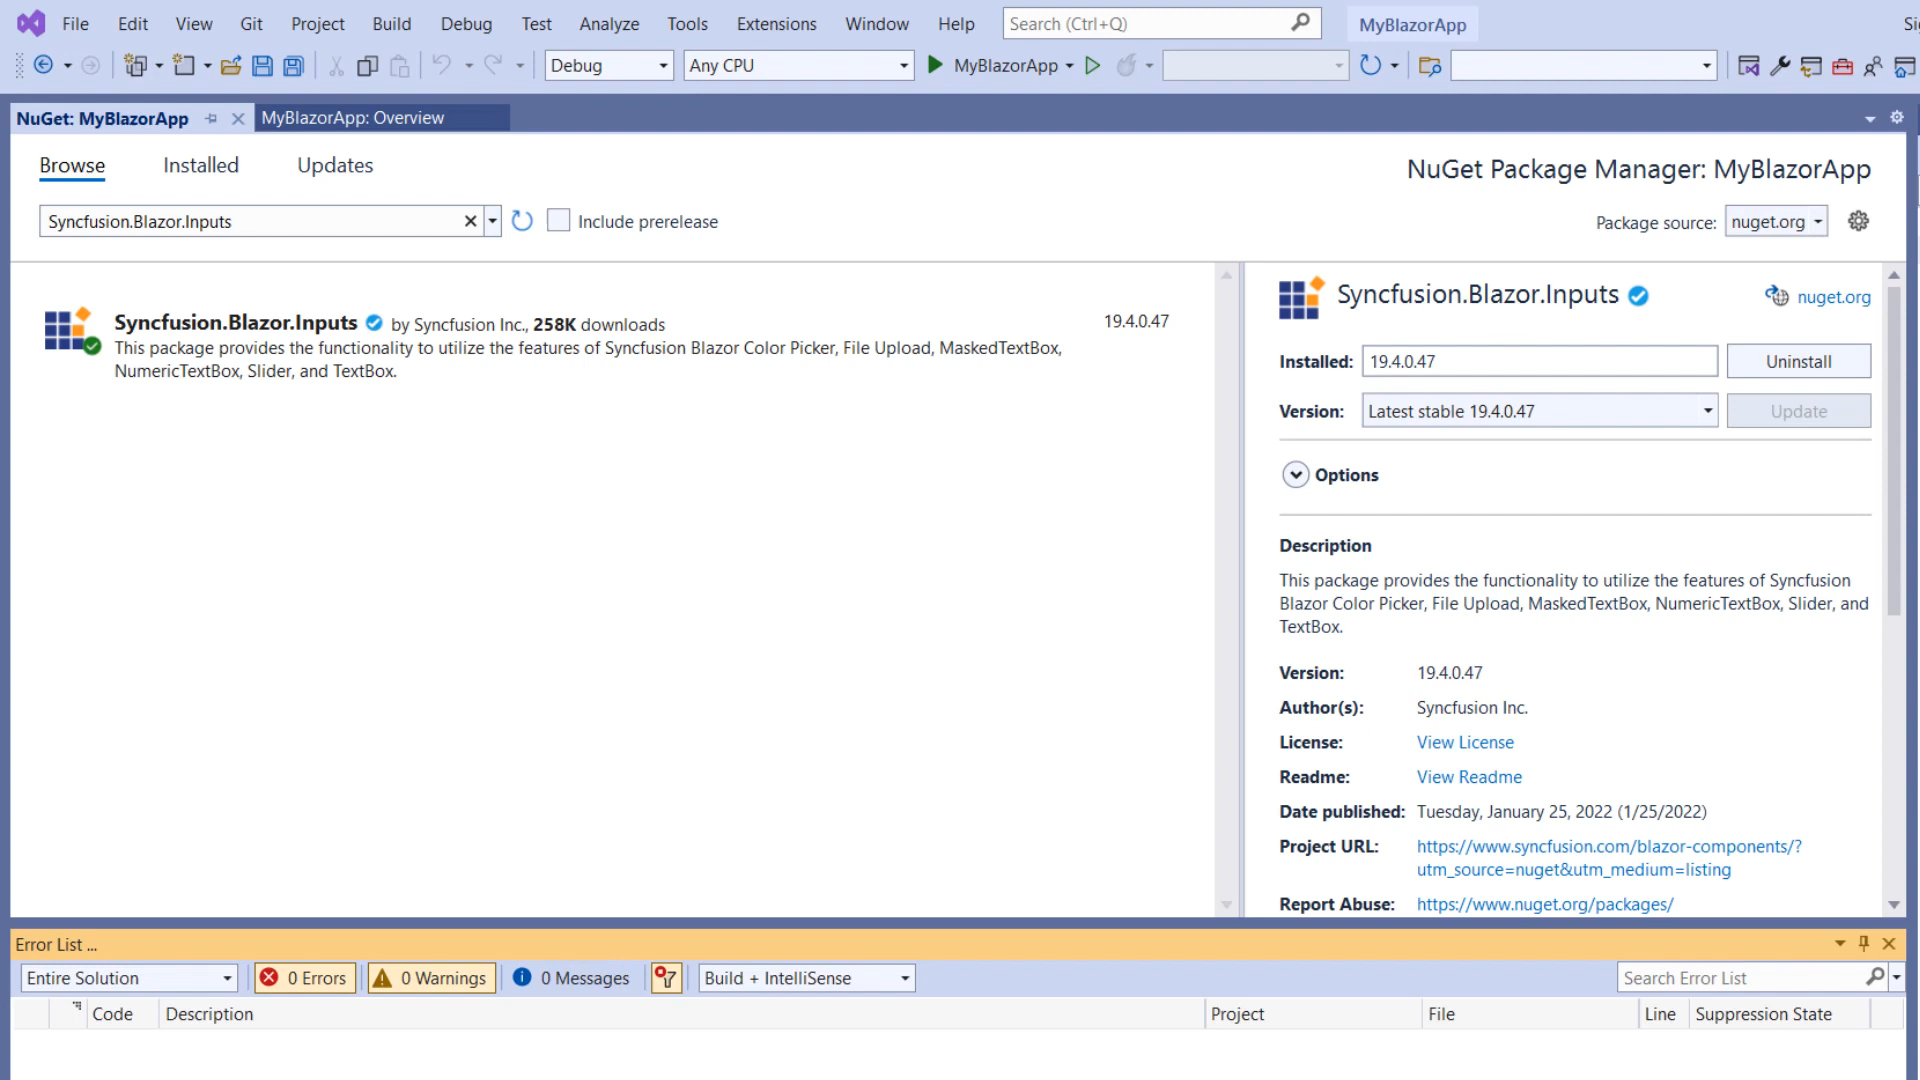 File Edit View Git Project Build Debug Test Analyze Tools Extensions Window Help Search (Ctrl+Q) MyBlazorApp
Debug Any CPU MyBlazorApp
NuGet: MyBlazorApp MyBlazorApp: Overview
Browse Installed Updates NuGet Package Manager: MyBlazorApp
Syncfusion.Blazor.Inputs Include prerelease Package source: nuget.org
Syncfusion.Blazor.Inputs by Syncfusion Inc., 258K downloads 19.4.0.47
This package provides the functionality to utilize the features of Syncfusion Blazor Color Picker, File Upload, MaskedTextBox,
NumericTextBox, Slider, and TextBox.
Syncfusion.Blazor.Inputs nuget.org
Installed: 19.4.0.47 Uninstall
Version: Latest stable 19.4.0.47 Update
Options
Description
This package provides the functionality to utilize the features of Syncfusion
Blazor Color Picker, File Upload, MaskedTextBox, NumericTextBox, Slider, and
TextBox.
Version: 19.4.0.47
Author(s): Syncfusion Inc.
License: View License
Readme: View Readme
Date published: Tuesday, January 25, 2022 (1/25/2022)
Project URL: https://www.syncfusion.com/blazor-components/?
utm_source=nuget&utm_medium=listing
Report Abuse: https://www.nuget.org/packages/
Error List ...
Entire Solution 0 Errors 0 Warnings 0 Messages Build + IntelliSense Search Error List
Code Description Project File Line Suppression State